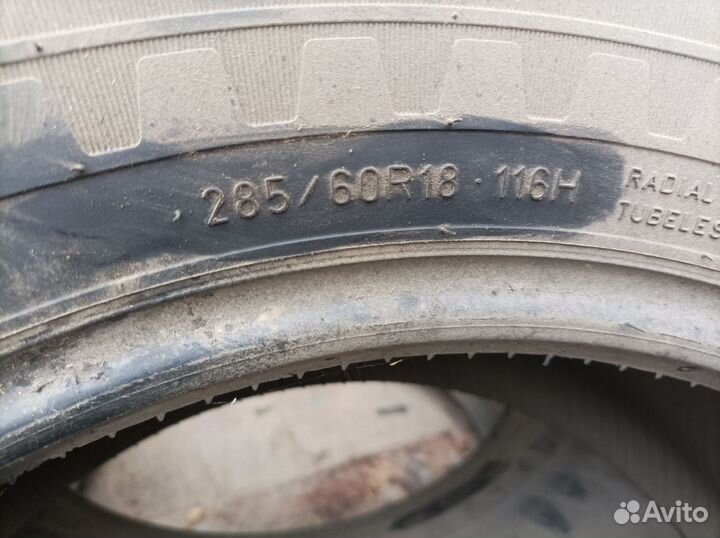 285/60R18 116H
RADIAL
TUBELES
Avito